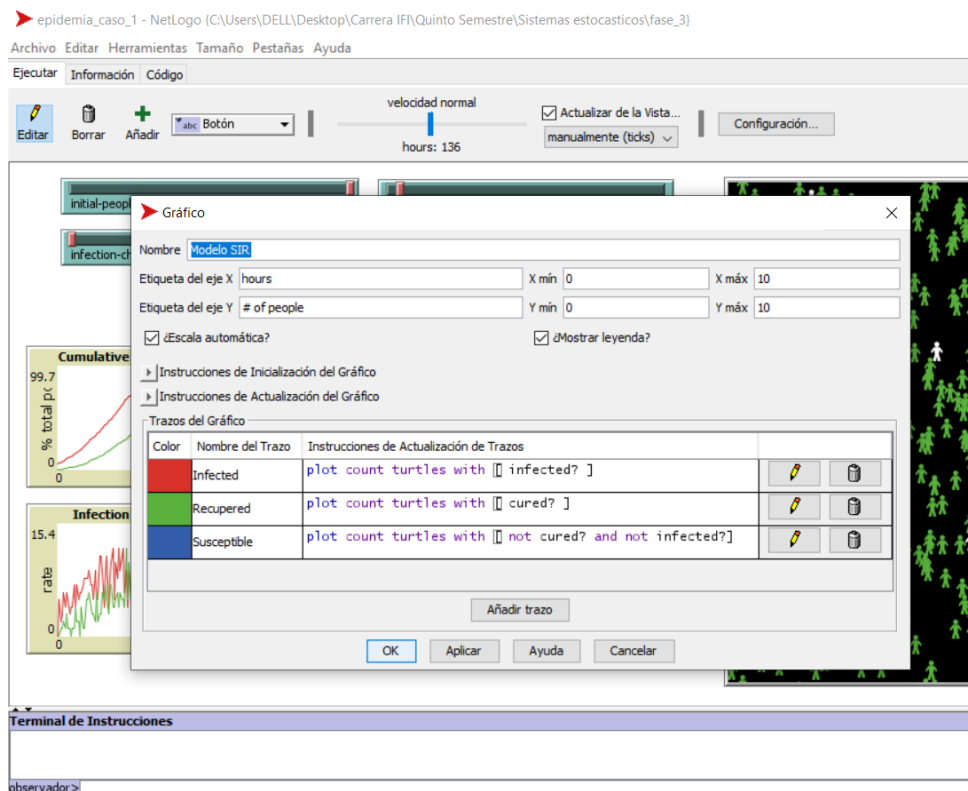 epidemia_caso_1 - NetLogo {C:\Users\DELL\Desktop\Carrera IFI\Quinto Semestre\Sistemas estocasticos\fase_3}
Archivo Editar Herramientas Tamaño Pestañas Ayuda
Ejecutar Información Código
Editar Borrar Añadir abc Botón
velocidad normal
hours: 136
Actualizar de la Vista...
manualmente (ticks)
Configuración...
initial-peop
infection-ch
Gráfico
Nombre Modelo SIR
Etiqueta del eje X hours X mín 0 X máx 10
Etiqueta del eje Y # of people Y mín 0 Y máx 10
¿Escala automática? ¿Mostrar leyenda?
Instrucciones de Inicialización del Gráfico
Instrucciones de Actualización del Gráfico
Trazos del Gráfico
Color Nombre del Trazo Instrucciones de Actualización de Trazos
Infected plot count turtles with [ infected? ]
Recupered plot count turtles with [ cured? ]
Susceptible plot count turtles with [ not cured? and not infected?]
Añadir trazo
OK Aplicar Ayuda Cancelar
Cumulative
99.7
% total pc
0
0
Infection
15.4
rate
0
0
Terminal de Instrucciones
observador>